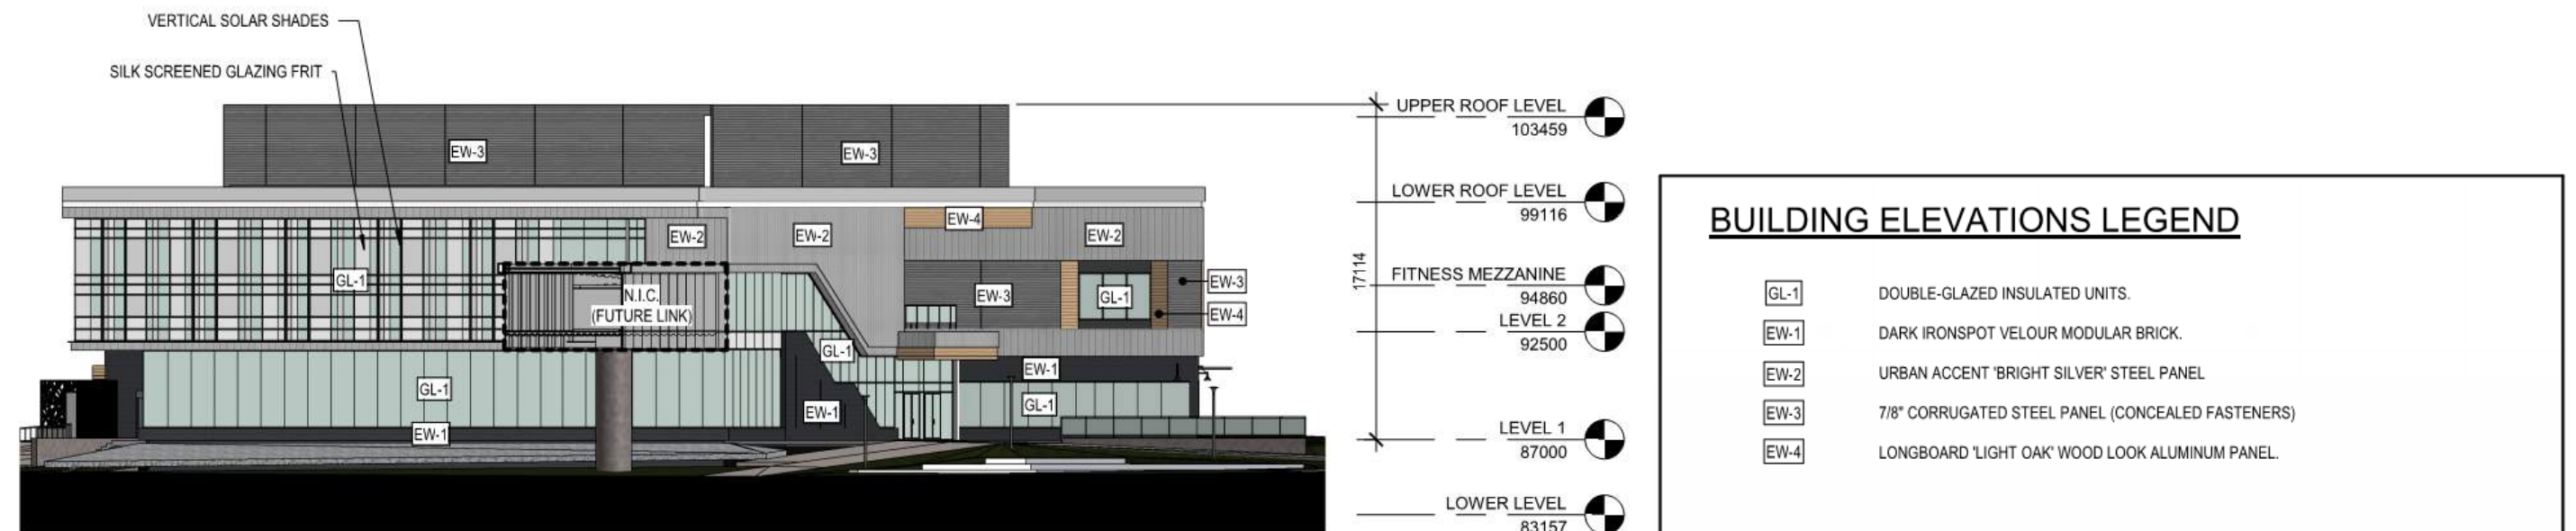 VERTICAL SOLAR SHADES
SILK SCREENED GLAZING FRIT
EW-3
EW-3
EW-4
EW-2
EW-2
EW-2
GL-1
EW-3
N.I.C.
(FUTURE LINK)
EW-3
GL-1
EW-4
GL-1
EW-1
GL-1
EW-1
GL-1
EW-1
17114
UPPER ROOF LEVEL
103459
LOWER ROOF LEVEL
99116
FITNESS MEZZANINE
94860
LEVEL 2
92500
LEVEL 1
87000
LOWER LEVEL
83157
BUILDING ELEVATIONS LEGEND
GL-1 DOUBLE-GLAZED INSULATED UNITS.
EW-1 DARK IRONSPOT VELOUR MODULAR BRICK.
EW-2 URBAN ACCENT 'BRIGHT SILVER' STEEL PANEL
EW-3 7/8" CORRUGATED STEEL PANEL (CONCEALED FASTENERS)
EW-4 LONGBOARD 'LIGHT OAK' WOOD LOOK ALUMINUM PANEL.